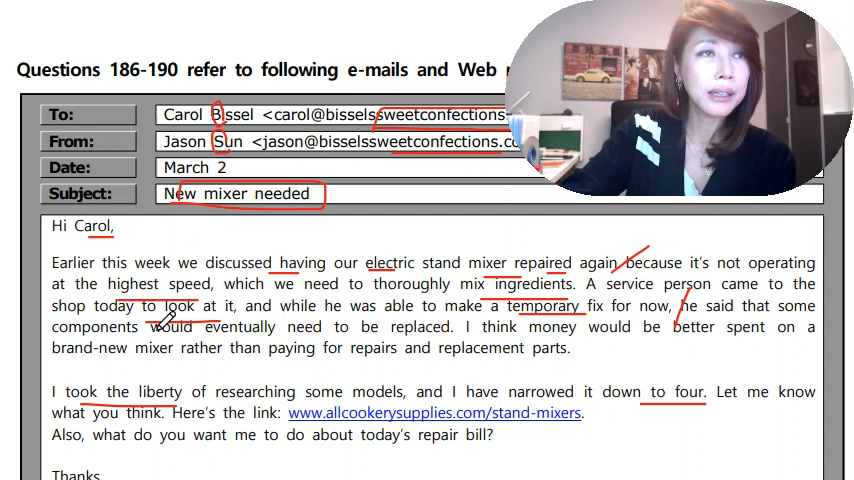 Questions 186-190 refer to following e-mails and Web
To: Carol Bissel <carol@bisselssweetconfections
From: Jason Sun <jason@bisselssweetconfections.co
Date: March 2
Subject: New mixer needed
Hi Carol,
Earlier this week we discussed having our electric stand mixer repaired again because it's not operating
at the highest speed, which we need to thoroughly mix ingredients. A service person came to the
shop today to look at it, and while he was able to make a temporary fix for now, he said that some
components would eventually need to be replaced. I think money would be better spent on a
brand-new mixer rather than paying for repairs and replacement parts.
I took the liberty of researching some models, and I have narrowed it down to four. Let me know
what you think. Here's the link: www.allcookerysupplies.com/stand-mixers.
Also, what do you want me to do about today's repair bill?
Thanks